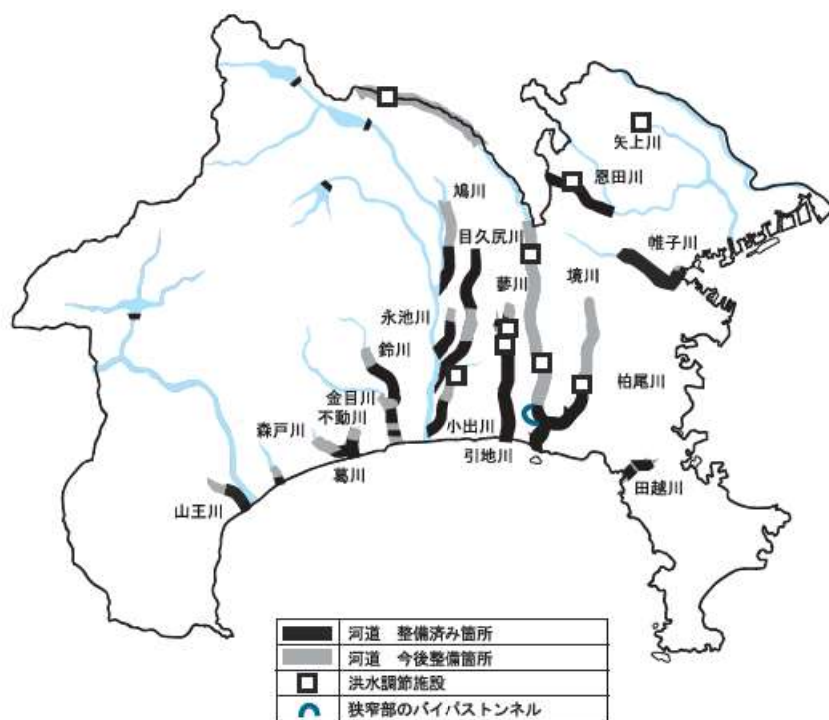 矢上川
恩田川
鳩川
目久尻川
帷子川
蓼川
境川
永池川
鈴川
柏尾川
金目川
不動川
森戸川
小出川
引地川
葛川
田越川
山王川
河道 整備済み箇所
河道 今後整備箇所
洪水調節施設
狭窄部のバイパストンネル